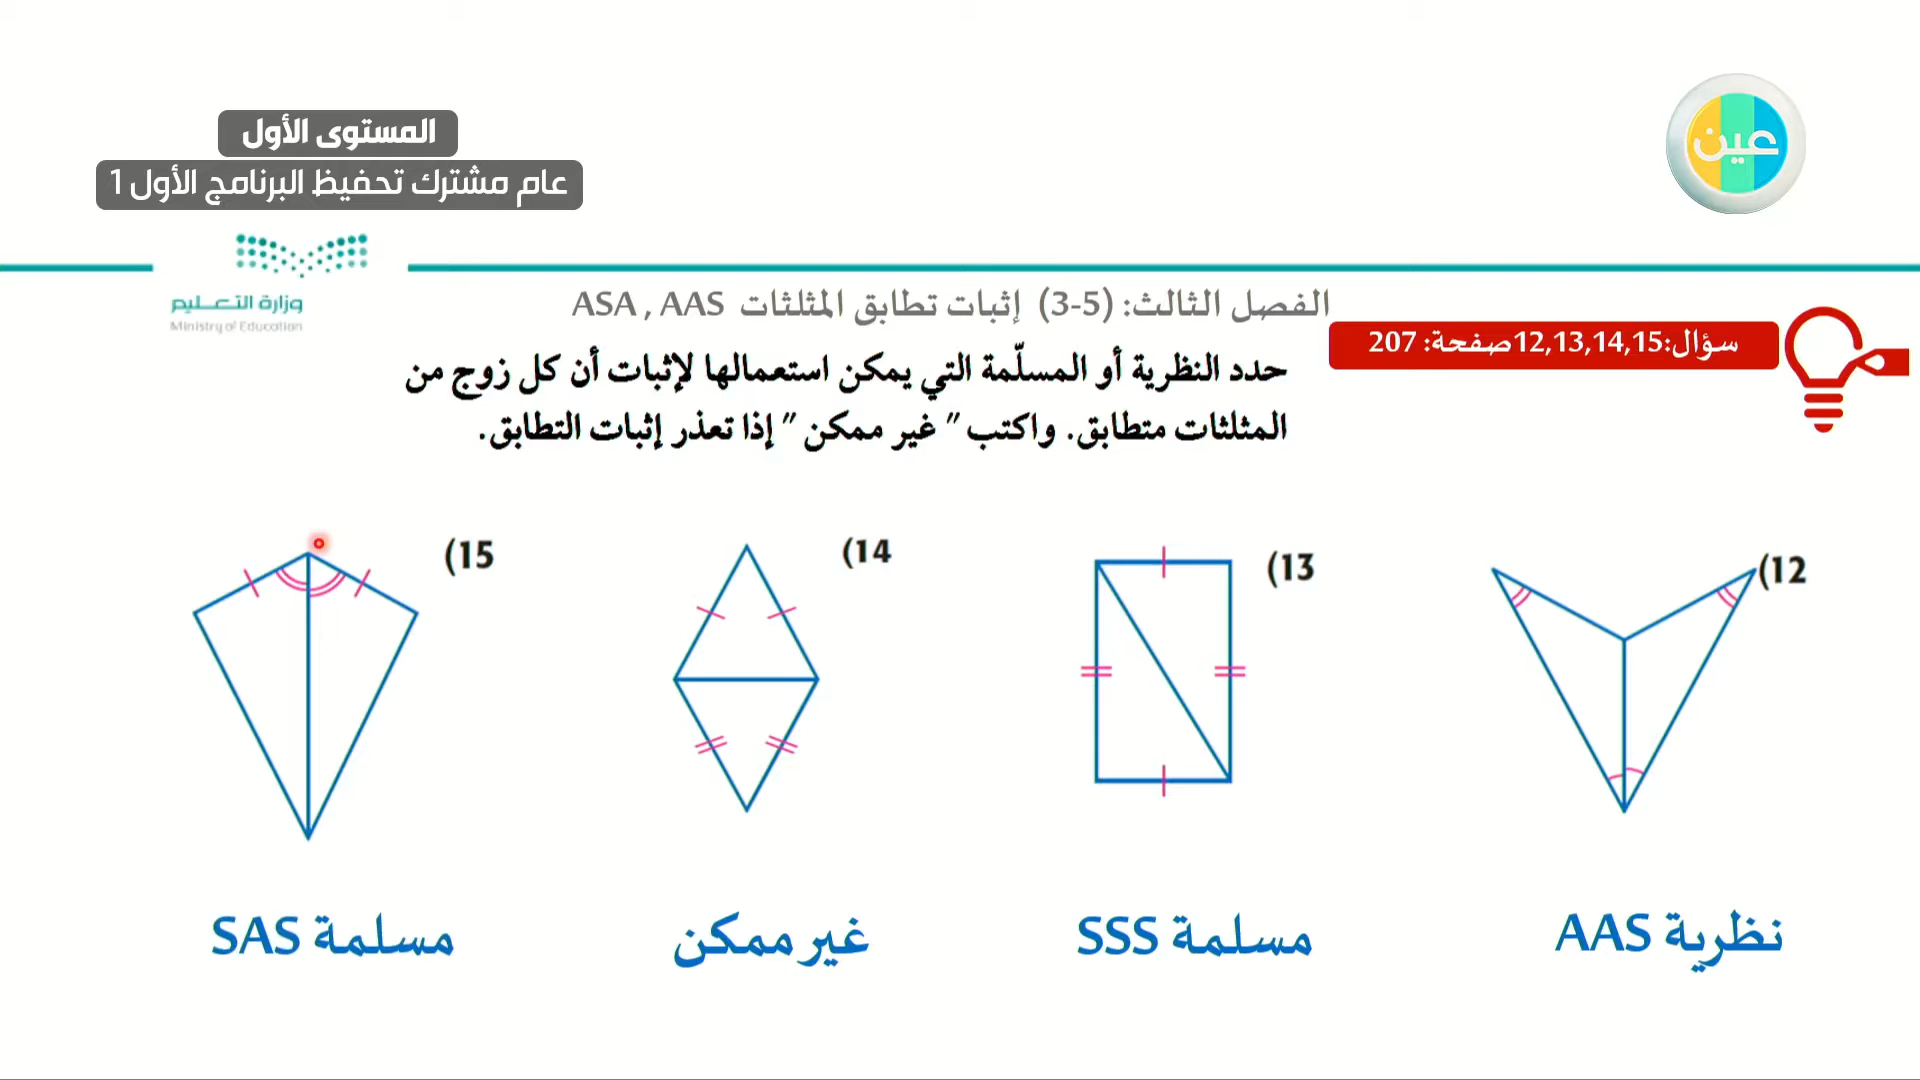 المستوى الأول
عام مشترك تحفيظ البرنامج الأول 1
عين
وزارة التعليم
Ministry of Education
الفصل الثالث: (5-3) إثبات تطابق المثلثات ASA , AAS
سؤال:12,13,14,15 صفحة: 207
حدد النظرية أو المسلّمة التي يمكن استعمالها لإثبات أن كل زوج من
المثلثات متطابق. واكتب " غير ممكن " إذا تعذر إثبات التطابق.
(12
(13
(14
(15
نظرية AAS
مسلمة SSS
غير ممكن
مسلمة SAS